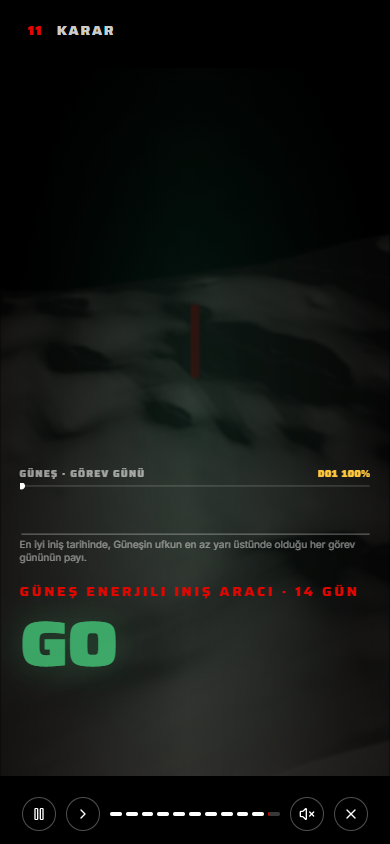 11 KARAR
GÜNEŞ - GÖREV GÜNÜ D01 100%
En iyi iniş tarihinde, Güneşin ufkun en az yarı üstünde olduğu her görev
gününün payı.
GÜNEŞ ENERJILI INIŞ ARACI · 14 GÜN
GO